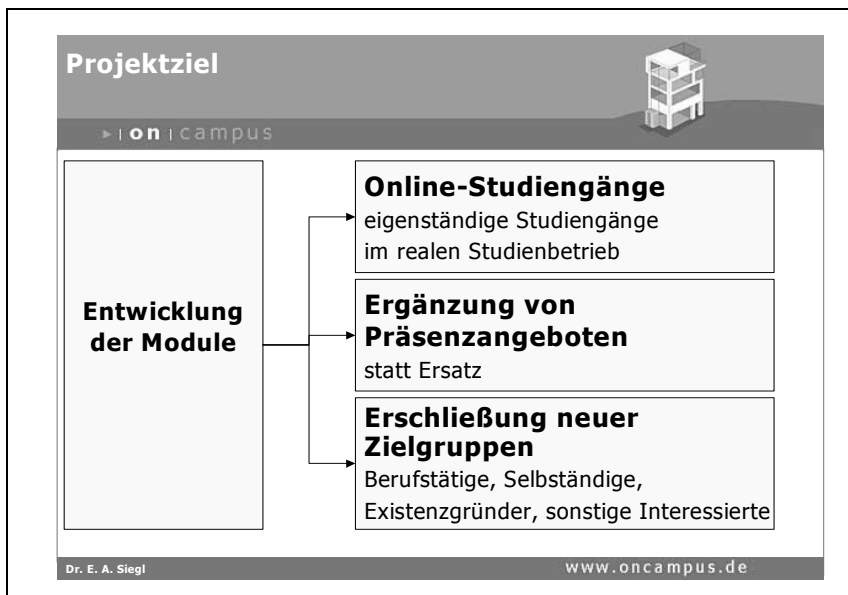 Projektziel
on campus
Entwicklung
der Module
Online-Studiengänge
eigenständige Studiengänge
im realen Studienbetrieb
Ergänzung von
Präsenzangeboten
statt Ersatz
Erschließung neuer
Zielgruppen
Berufstätige, Selbständige,
Existenzgründer, sonstige Interessierte
Dr. E. A. Siegl
www.oncampus.de